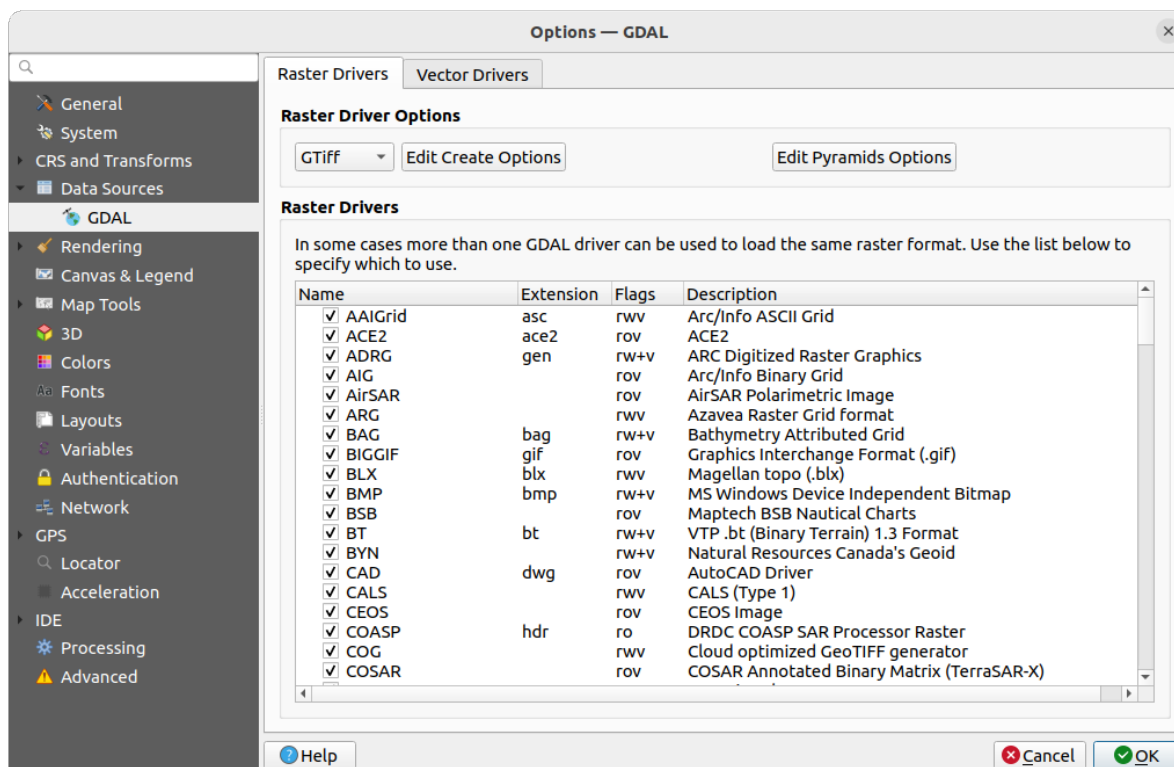 Options — GDAL
General
System
CRS and Transforms
Data Sources
GDAL
Rendering
Canvas & Legend
Map Tools
3D
Colors
Aa Fonts
Layouts
Variables
Authentication
Network
GPS
Locator
Acceleration
IDE
Processing
Advanced
Raster Drivers Vector Drivers
Raster Driver Options
GTiff Edit Create Options Edit Pyramids Options
Raster Drivers
In some cases more than one GDAL driver can be used to load the same raster format. Use the list below to
specify which to use.
Name Extension Flags Description
AAIGrid asc rwv Arc/Info ASCII Grid
ACE2 ace2 rov ACE2
ADRG gen rw+v ARC Digitized Raster Graphics
AIG rov Arc/Info Binary Grid
AirSAR rov AirSAR Polarimetric Image
ARG rwv Azavea Raster Grid format
BAG bag rw+v Bathymetry Attributed Grid
BIGGIF gif rov Graphics Interchange Format (.gif)
BLX blx rwv Magellan topo (.blx)
BMP bmp rw+v MS Windows Device Independent Bitmap
BSB rov Maptech BSB Nautical Charts
BT bt rw+v VTP .bt (Binary Terrain) 1.3 Format
BYN rw+v Natural Resources Canada's Geoid
CAD dwg rov AutoCAD Driver
CALS rwv CALS (Type 1)
CEOS rov CEOS Image
COASP hdr ro DRDC COASP SAR Processor Raster
COG rwv Cloud optimized GeoTIFF generator
COSAR rov COSAR Annotated Binary Matrix (TerraSAR-X)
Help Cancel OK